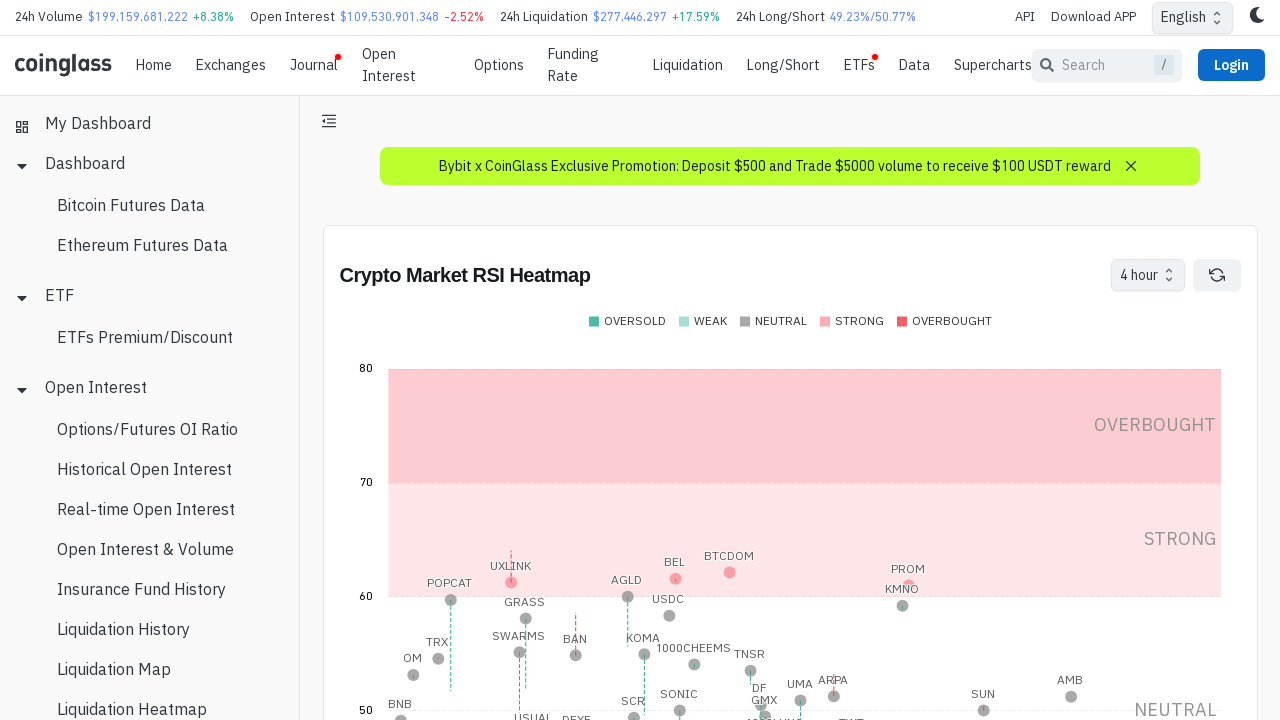 24h Volume $199,159,681,222 +8.38% Open Interest $109,530,901,348 -2.52% 24h Liquidation $277,446,297 +17.59% 24h Long/Short 49.23%/50.77% API Download APP English
coinglass Home Exchanges Journal Open Interest Options Funding Rate Liquidation Long/Short ETFs Data Supercharts Search / Login
My Dashboard
Dashboard
Bitcoin Futures Data
Ethereum Futures Data
ETF
ETFs Premium/Discount
Open Interest
Options/Futures OI Ratio
Historical Open Interest
Real-time Open Interest
Open Interest & Volume
Insurance Fund History
Liquidation History
Liquidation Map
Liquidation Heatmap
Bybit x CoinGlass Exclusive Promotion: Deposit $500 and Trade $5000 volume to receive $100 USDT reward
Crypto Market RSI Heatmap
4 hour
OVERSOLD WEAK NEUTRAL STRONG OVERBOUGHT
80
OVERBOUGHT
70
STRONG
BTCDOM
UXLINK BEL PROM
POPCAT AGLD KMNO
60
GRASS USDC
SWARMS BAN KOMA
TRX 1000CHEEMS
OM TNSR
UMA ARPA AMB
DF
SONIC SUN
BNB SCR GMX
50 NEUTRAL
USUAL DEXE